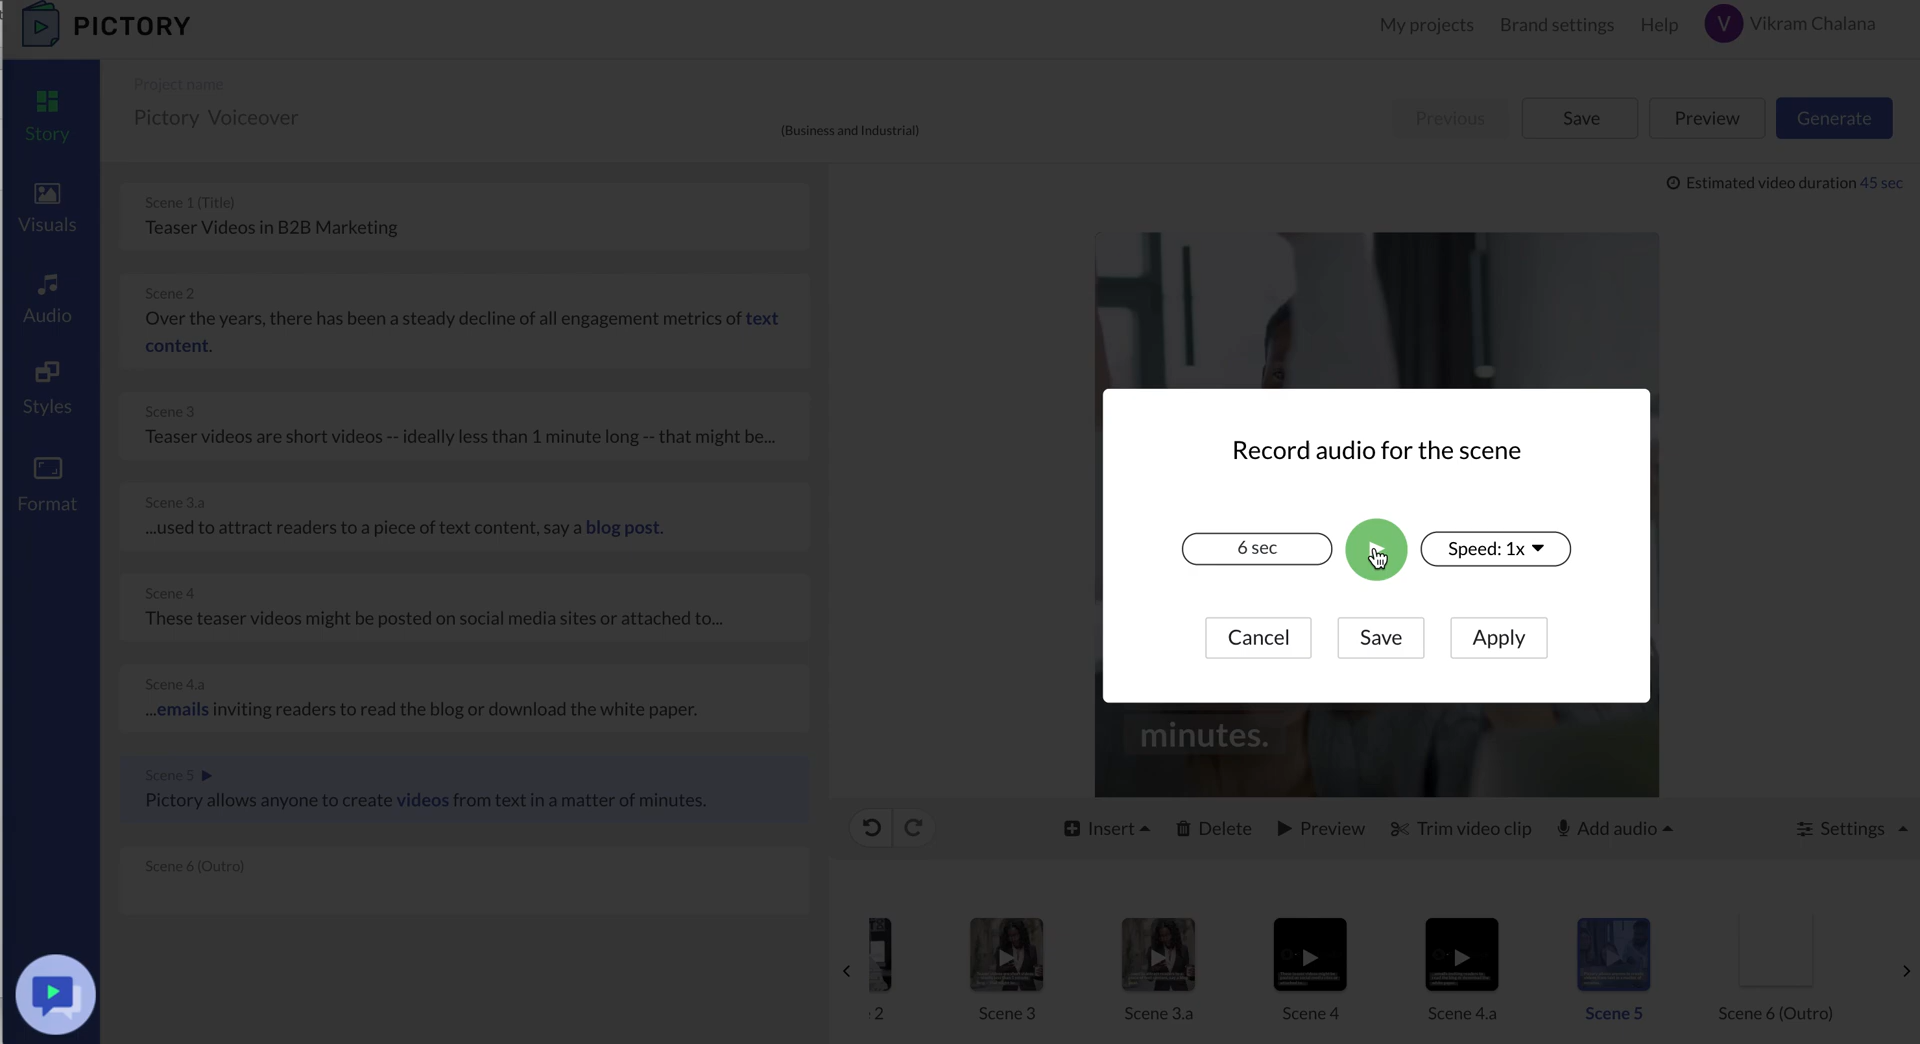 PICTORY
My projects
Brand settings
Help
V
Vikram Chalana
Project name
Pictory Voiceover
(Business and Industrial)
Previous
Save
Preview
Generate
Story
Visuals
Audio
Styles
Format
Scene 1 (Title)
Teaser Videos in B2B Marketing
Scene 2
Over the years, there has been a steady decline of all engagement metrics of text
content.
Scene 3
Teaser videos are short videos -- ideally less than 1 minute long -- that might be...
Scene 3.a
...used to attract readers to a piece of text content, say a blog post.
Scene 4
These teaser videos might be posted on social media sites or attached to...
Scene 4.a
...emails inviting readers to read the blog or download the white paper.
Scene 5
Pictory allows anyone to create videos from text in a matter of minutes.
Scene 6 (Outro)
Estimated video duration 45 sec
Record audio for the scene
6 sec
Speed: 1x
Cancel
Save
Apply
minutes.
Insert
Delete
Preview
Trim video clip
Add audio
Settings
2
Scene 3
Scene 3.a
Scene 4
Scene 4.a
Scene 5
Scene 6 (Outro)